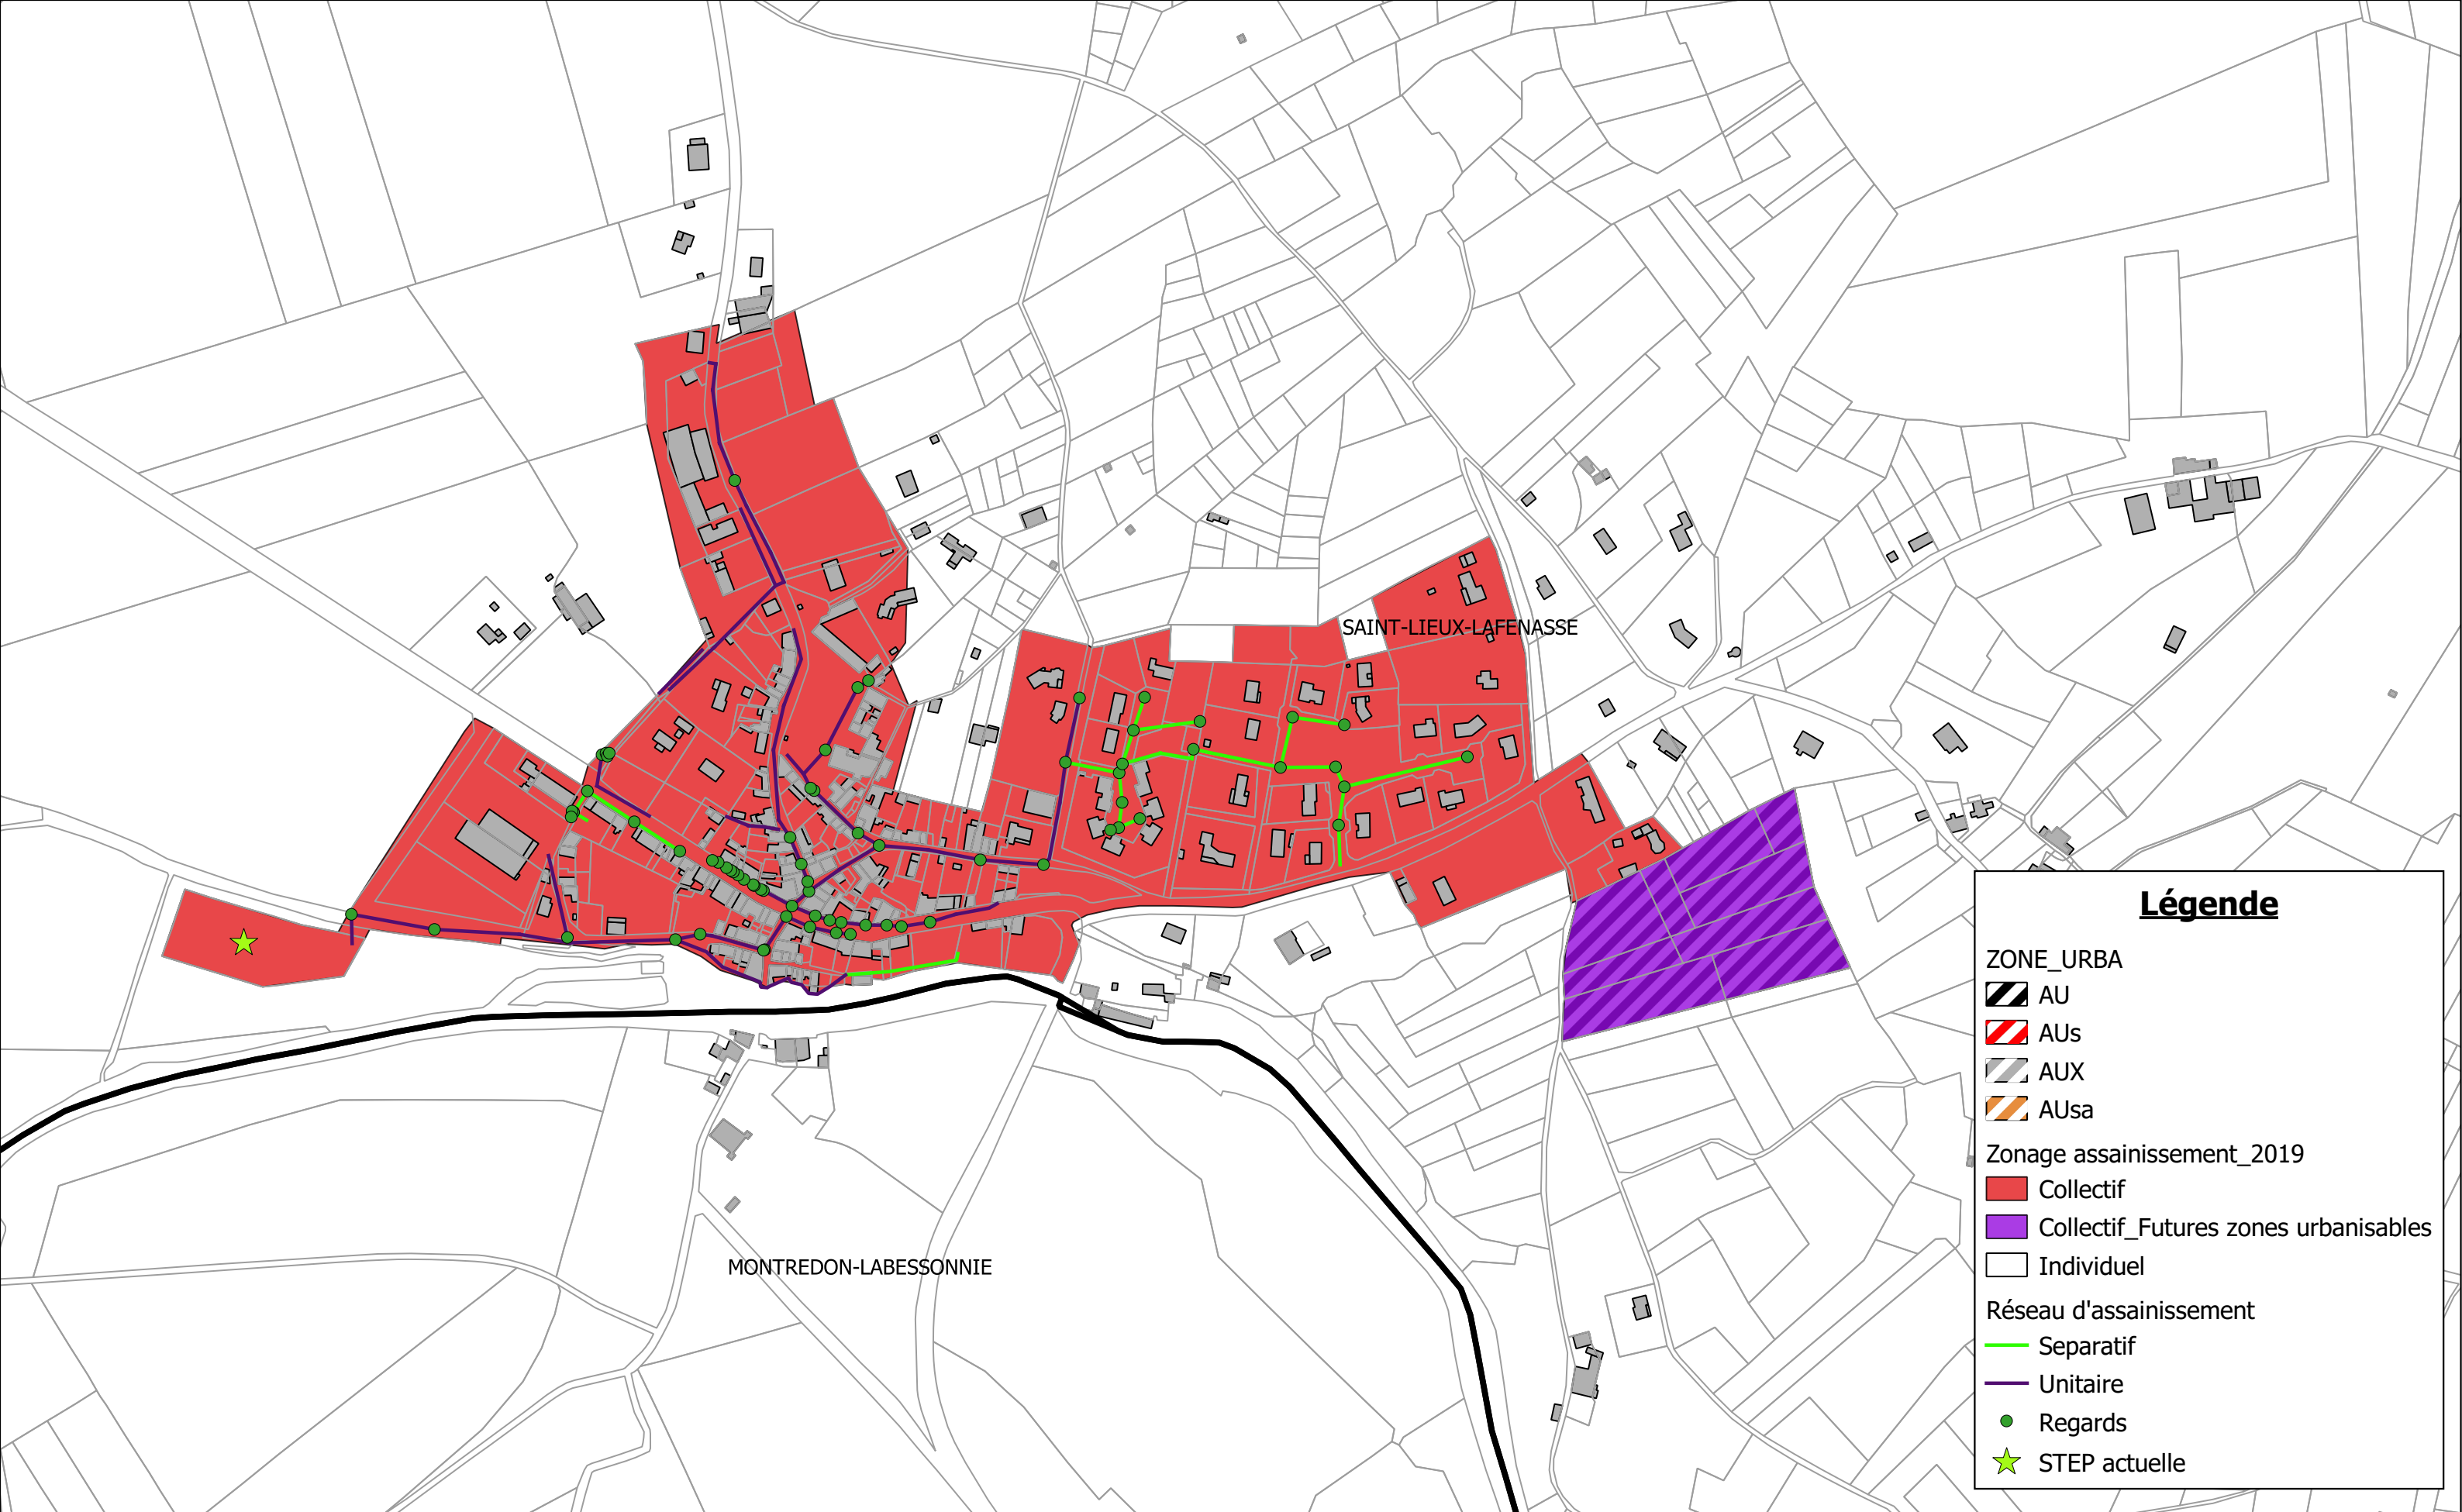 SAINT-LIEUX-LAFENASSE
MONTREDON-LABESSONNIE
Légende
ZONE_URBA
AU
AUs
AUX
AUsa
Zonage assainissement_2019
Collectif
Collectif_Futures zones urbanisables
Individuel
Réseau d'assainissement
Separatif
Unitaire
Regards
STEP actuelle